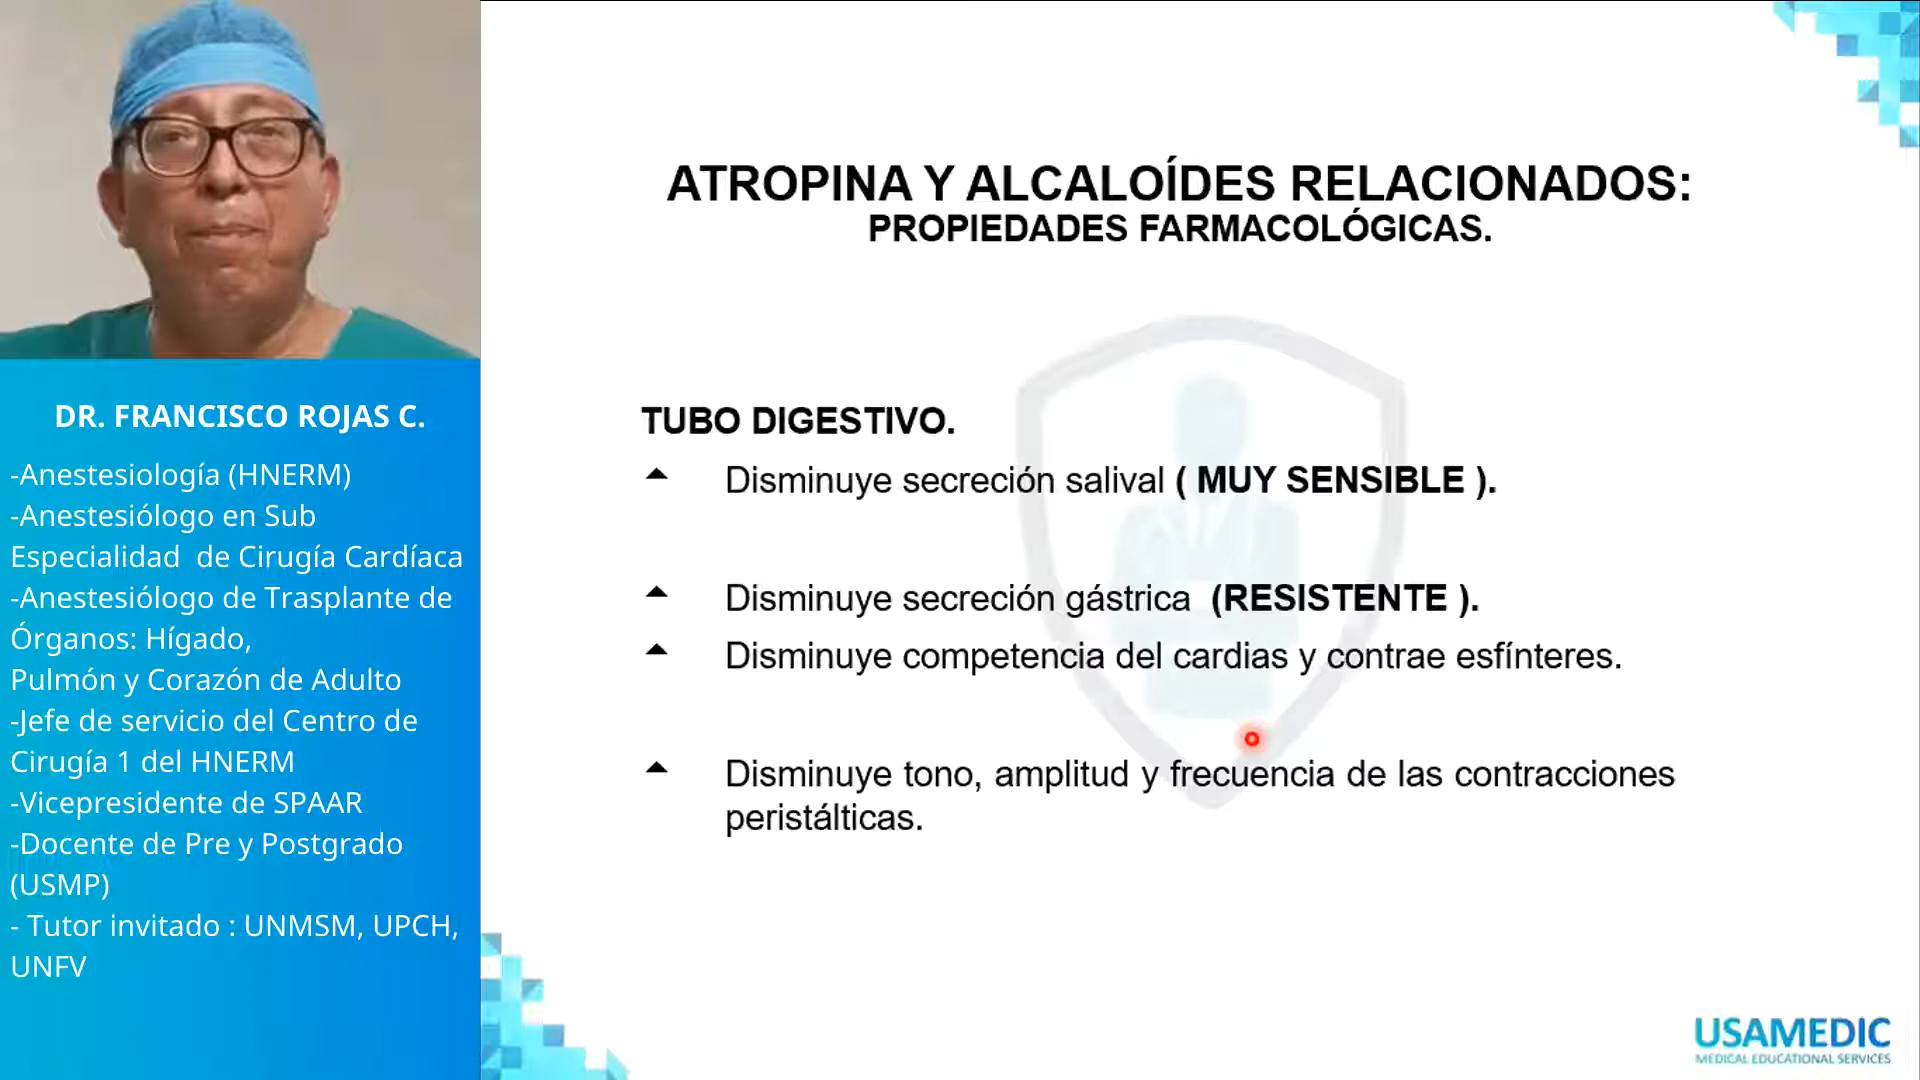 DR. FRANCISCO ROJAS C.
-Anestesiología (HNERM)
-Anestesiólogo en Sub
Especialidad  de Cirugía Cardíaca
-Anestesiólogo de Trasplante de
Órganos: Hígado,
Pulmón y Corazón de Adulto
-Jefe de servicio del Centro de
Cirugía 1 del HNERM
-Vicepresidente de SPAAR
-Docente de Pre y Postgrado
(USMP)
- Tutor invitado : UNMSM, UPCH,
UNFV
ATROPINA Y ALCALOÍDES RELACIONADOS:
PROPIEDADES FARMACOLÓGICAS.
TUBO DIGESTIVO.
Disminuye secreción salival ( MUY SENSIBLE ).
Disminuye secreción gástrica  (RESISTENTE ).
Disminuye competencia del cardias y contrae esfínteres.
Disminuye tono, amplitud y frecuencia de las contracciones
peristálticas.
USAMEDIC
MEDICAL EDUCATIONAL SERVICES